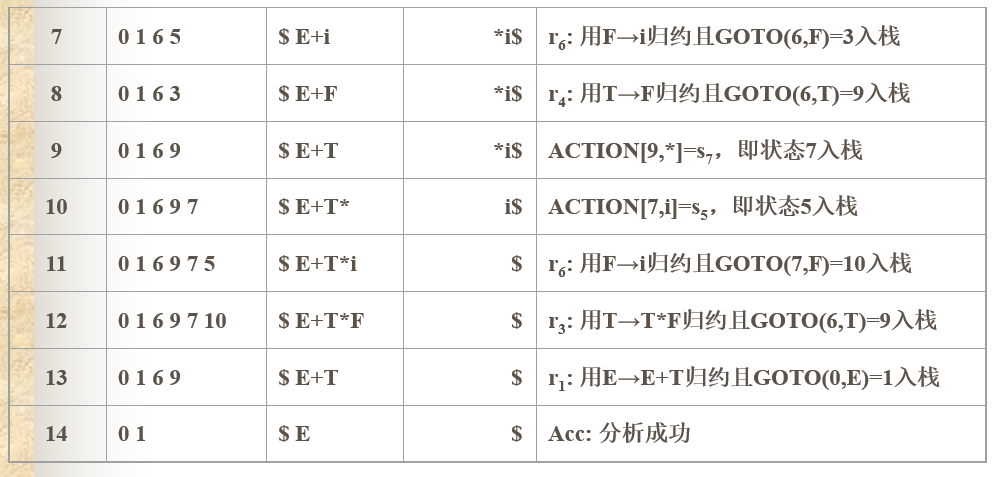 7 0 1 6 5 $ E+i *i$ r6: 用F→i归约且GOTO(6,F)=3入栈
8 0 1 6 3 $ E+F *i$ r4: 用T→F归约且GOTO(6,T)=9入栈
9 0 1 6 9 $ E+T *i$ ACTION[9,*]=s7，即状态7入栈
10 0 1 6 9 7 $ E+T* i$ ACTION[7,i]=s5，即状态5入栈
11 0 1 6 9 7 5 $ E+T*i $ r6: 用F→i归约且GOTO(7,F)=10入栈
12 0 1 6 9 7 10 $ E+T*F $ r3: 用T→T*F归约且GOTO(6,T)=9入栈
13 0 1 6 9 $ E+T $ r1: 用E→E+T归约且GOTO(0,E)=1入栈
14 0 1 $ E $ Acc: 分析成功